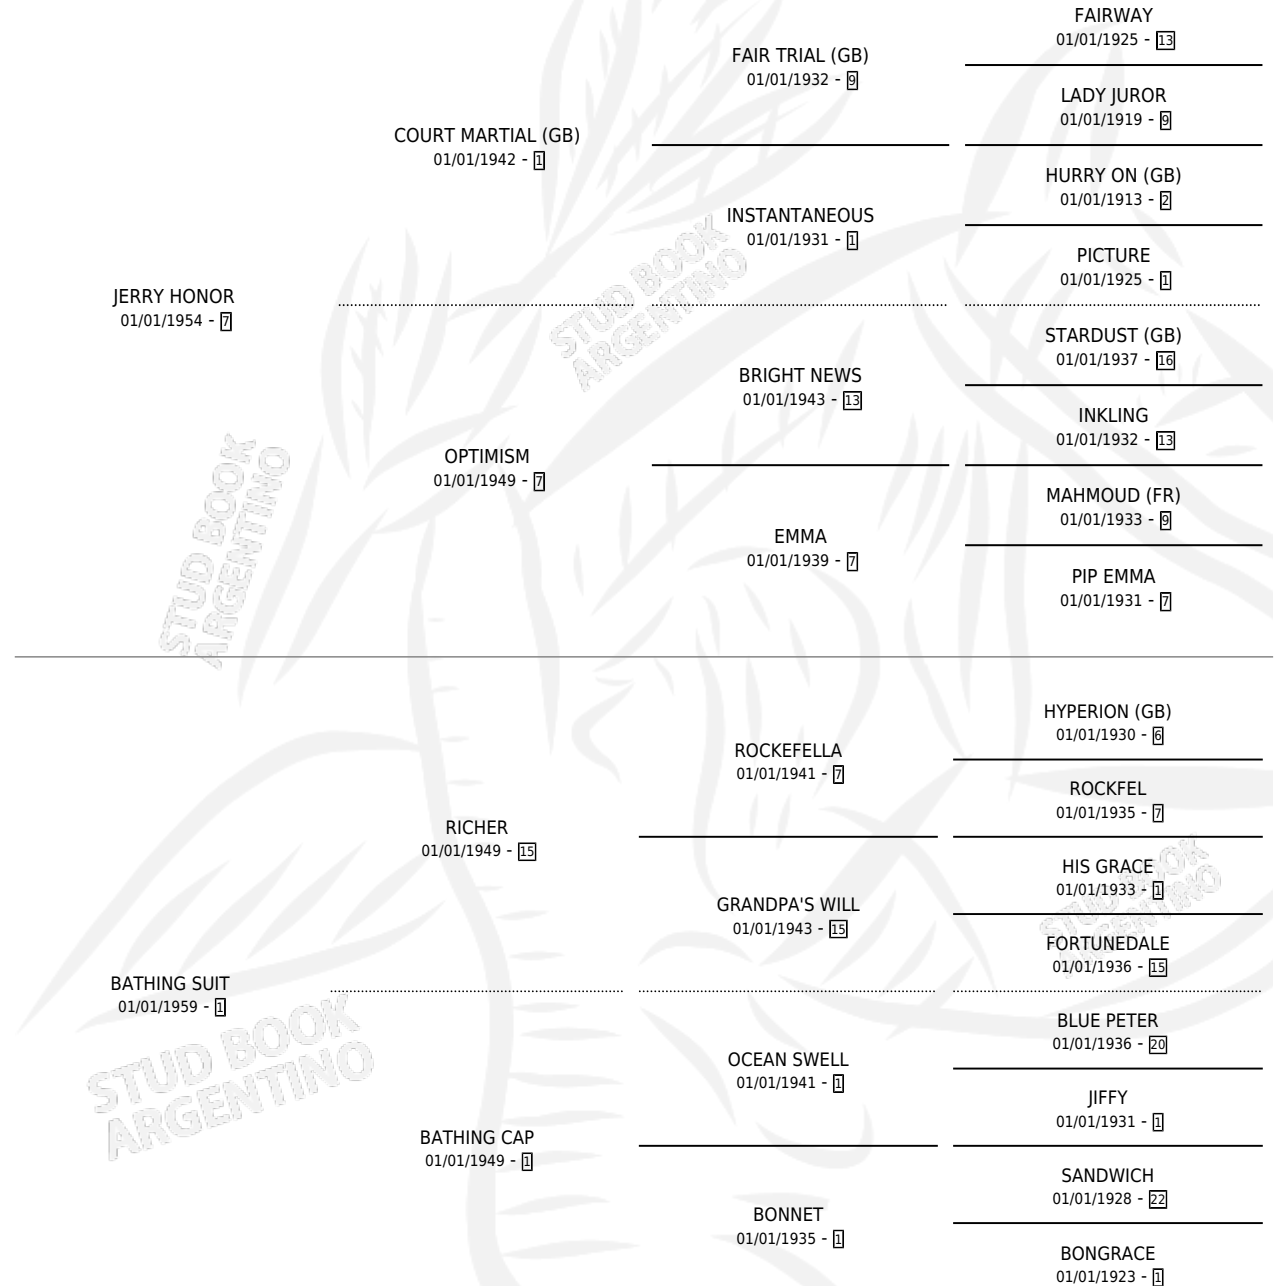 FAIRWAY
01/01/1925 - 13
FAIR TRIAL (GB)
01/01/1932 - 9
LADY JUROR
01/01/1919 - 9
COURT MARTIAL (GB)
01/01/1942 - 1
HURRY ON (GB)
01/01/1913 - 2
INSTANTANEOUS
01/01/1931 - 1
PICTURE
01/01/1925 - 1
JERRY HONOR
01/01/1954 - 7
STUD BOOK
ARGENTINO
STARDUST (GB)
01/01/1937 - 16
BRIGHT NEWS
01/01/1943 - 13
INKLING
01/01/1932 - 13
OPTIMISM
01/01/1949 - 7
MAHMOUD (FR)
01/01/1933 - 9
EMMA
01/01/1939 - 7
PIP EMMA
01/01/1931 - 7
STUD BOOK
ARGENTINO
HYPERION (GB)
01/01/1930 - 6
ROCKEFELLA
01/01/1941 - 7
ROCKFEL
01/01/1935 - 7
RICHER
01/01/1949 - 15
HIS GRACE
01/01/1933 - 1
GRANDPA'S WILL
01/01/1943 - 15
FORTUNEDALE
01/01/1936 - 15
STUD BOOK
ARGENTINO
BATHING SUIT
01/01/1959 - 1
BLUE PETER
01/01/1936 - 20
OCEAN SWELL
01/01/1941 - 1
JIFFY
01/01/1931 - 1
STUD BOOK
ARGENTINO
BATHING CAP
01/01/1949 - 1
SANDWICH
01/01/1928 - 22
BONNET
01/01/1935 - 1
BONGRACE
01/01/1923 - 1